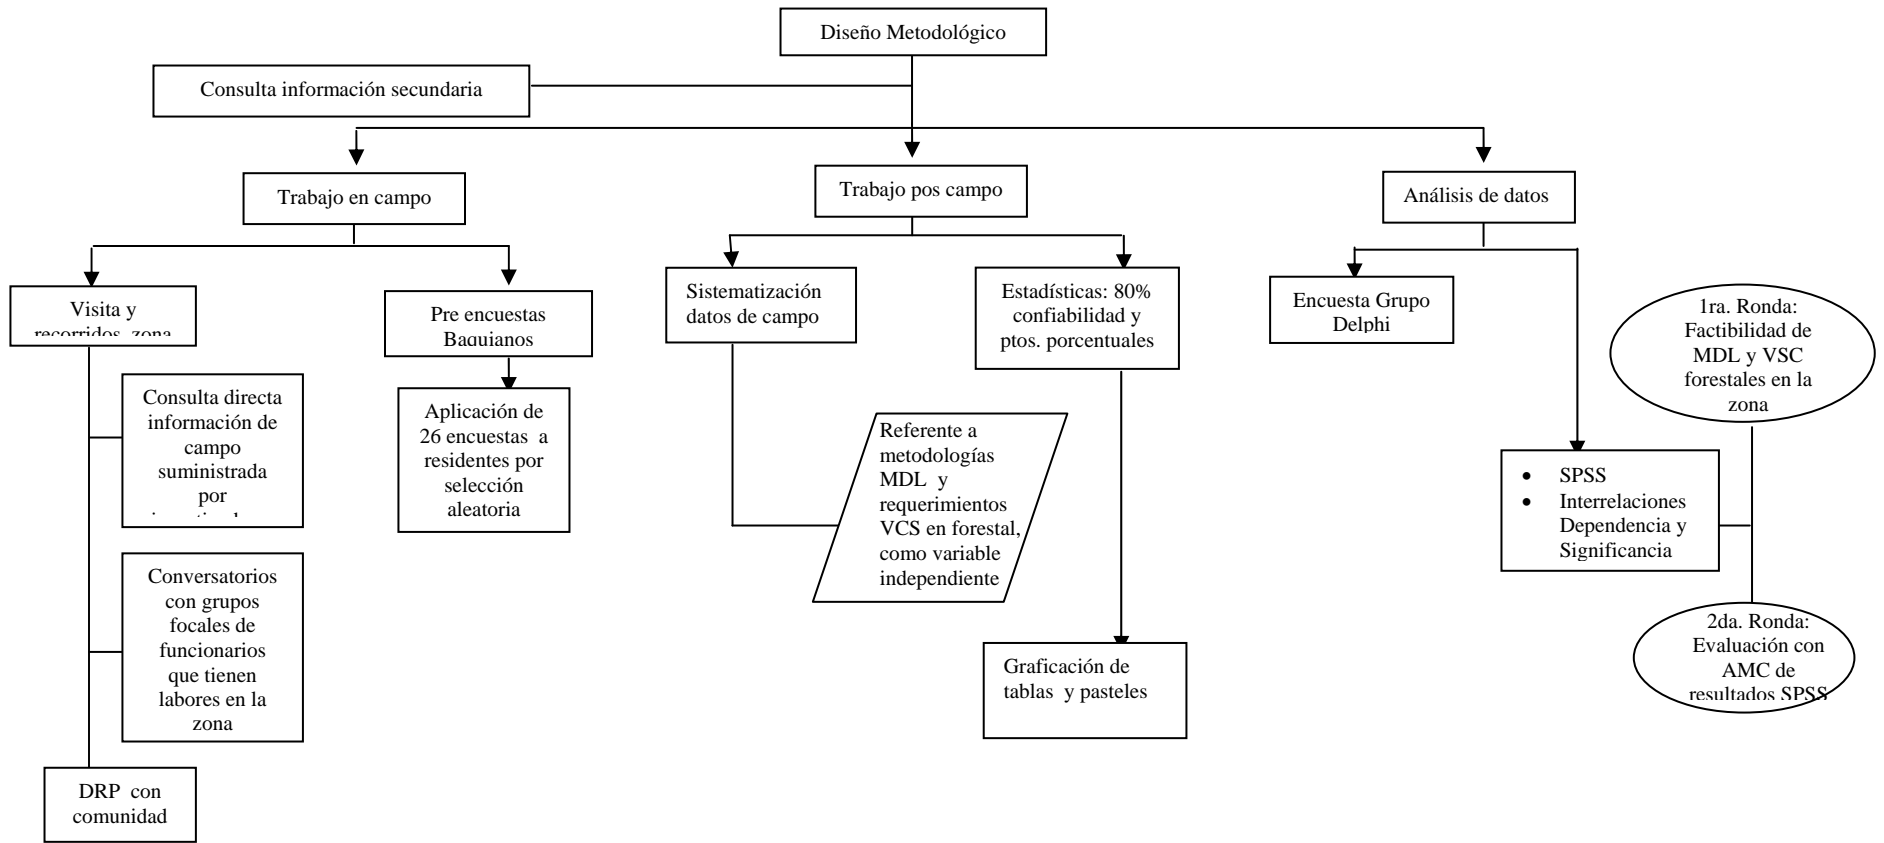 Diseño Metodológico
Consulta información secundaria
Trabajo en campo
Trabajo pos campo
Análisis de datos
Visita y
recorridos zona
Pre encuestas
Baquianos
Sistematización
datos de campo
Estadísticas: 80%
confiabilidad y
ptos. porcentuales
Encuesta Grupo
Delphi
1ra. Ronda:
Factibilidad de
MDL y VSC
forestales en la
zona
Consulta directa
información de
campo
suministrada
por
Aplicación de
26 encuestas a
residentes por
selección
aleatoria
Referente a
metodologías
MDL y
requerimientos
VCS en forestal,
como variable
independiente
• SPSS
• Interrelaciones
Dependencia y
Significancia
Conversatorios
con grupos
focales de
funcionarios
que tienen
labores en la
zona
Graficación de
tablas y pasteles
2da. Ronda:
Evaluación con
AMC de
resultados SPSS
DRP con
comunidad